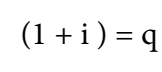 (1 + i ) = q